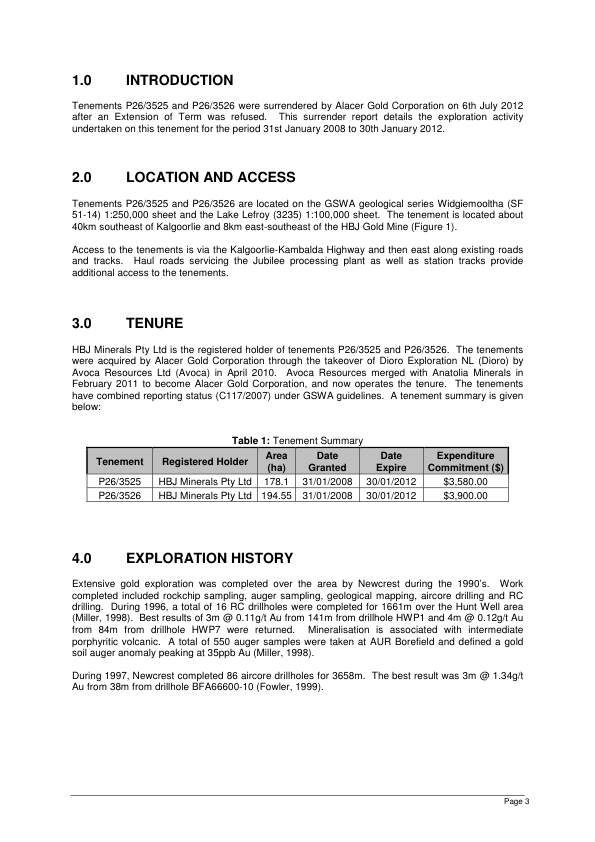 1.0 INTRODUCTION
Tenements P26/3525 and P26/3526 were surrendered by Alacer Gold Corporation on 6th July 2012
after an Extension of Term was refused. This surrender report details the exploration activity
undertaken on this tenement for the period 31st January 2008 to 30th January 2012.
2.0 LOCATION AND ACCESS
Tenements P26/3525 and P26/3526 are located on the GSWA geological series Widgiemooltha (SF
51-14) 1:250,000 sheet and the Lake Lefroy (3235) 1:100,000 sheet. The tenement is located about
40km southeast of Kalgoorlie and 8km east-southeast of the HBJ Gold Mine (Figure 1).
Access to the tenements is via the Kalgoorlie-Kambalda Highway and then east along existing roads
and tracks. Haul roads servicing the Jubilee processing plant as well as station tracks provide
additional access to the tenements.
3.0 TENURE
HBJ Minerals Pty Ltd is the registered holder of tenements P26/3525 and P26/3526. The tenements
were acquired by Alacer Gold Corporation through the takeover of Dioro Exploration NL (Dioro) by
Avoca Resources Ltd (Avoca) in April 2010. Avoca Resources merged with Anatolia Minerals in
February 2011 to become Alacer Gold Corporation, and now operates the tenure. The tenements
have combined reporting status (C117/2007) under GSWA guidelines. A tenement summary is given
below:
Table 1: Tenement Summary
Tenement Registered Holder Area (ha) Date Granted Date Expire Expenditure Commitment ($)
P26/3525 HBJ Minerals Pty Ltd 178.1 31/01/2008 30/01/2012 $3,580.00
P26/3526 HBJ Minerals Pty Ltd 194.55 31/01/2008 30/01/2012 $3,900.00
4.0 EXPLORATION HISTORY
Extensive gold exploration was completed over the area by Newcrest during the 1990's. Work
completed included rockchip sampling, auger sampling, geological mapping, aircore drilling and RC
drilling. During 1996, a total of 16 RC drillholes were completed for 1661m over the Hunt Well area
(Miller, 1998). Best results of 3m @ 0.11g/t Au from 141m from drillhole HWP1 and 4m @ 0.12g/t Au
from 84m from drillhole HWP7 were returned. Mineralisation is associated with intermediate
porphyritic volcanic. A total of 550 auger samples were taken at AUR Borefield and defined a gold
soil auger anomaly peaking at 35ppb Au (Miller, 1998).
During 1997, Newcrest completed 86 aircore drillholes for 3658m. The best result was 3m @ 1.34g/t
Au from 38m from drillhole BFA66600-10 (Fowler, 1999).
Page 3